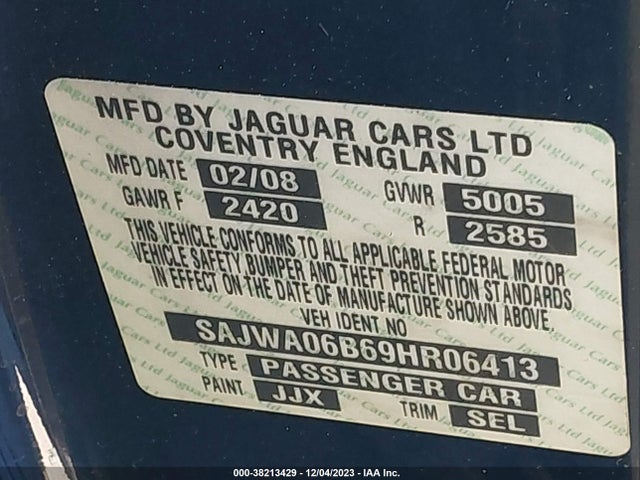 MFD BY JAGUAR CARS LTD
COVENTRY ENGLAND
MFD DATE 02/08 GVWR 5005
GAWR F 2420 R 2585
THIS VEHICLE CONFORMS TO ALL APPLICABLE FEDERAL MOTOR
VEHICLE SAFETY, BUMPER AND THEFT PREVENTION STANDARDS
IN EFFECT ON THE DATE OF MANUFACTURE SHOWN ABOVE.
VEH IDENT NO
SAJWA06B69HR06413
TYPE PASSENGER CAR
PAINT JJX TRIM SEL
000-38213429 - 12/04/2023 - IAA Inc.